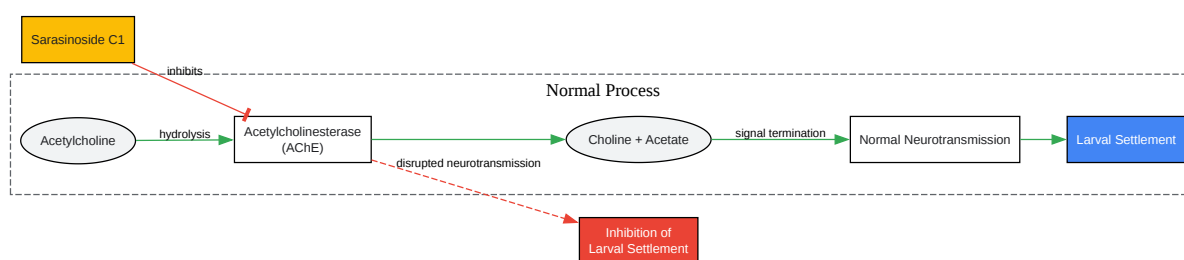 Sarasinoside C1
inhibits
Normal Process
Acetylcholine
hydrolysis
Acetylcholinesterase
(AChE)
Choline + Acetate
signal termination
Normal Neurotransmission
Larval Settlement
disrupted neurotransmission
Inhibition of
Larval Settlement